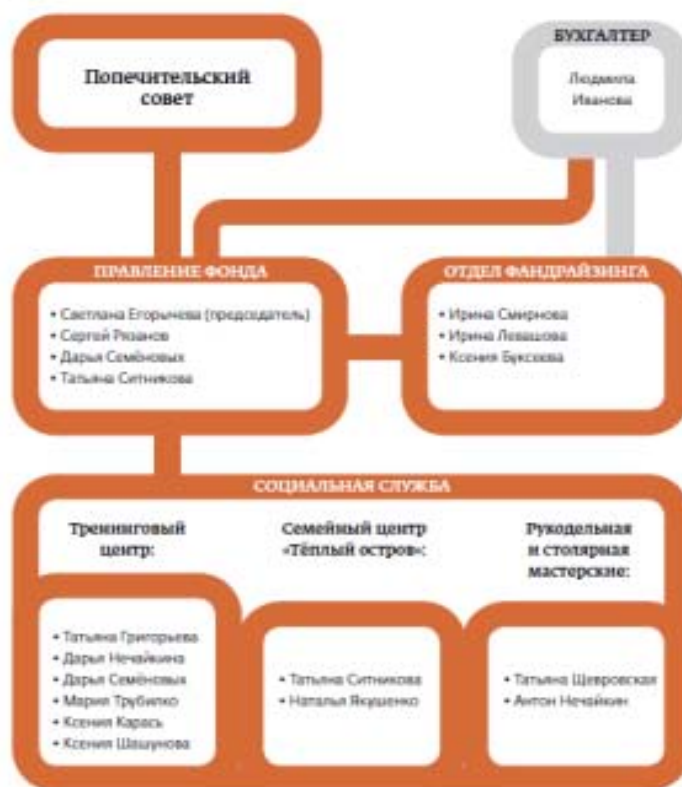 Попечительский
совет
БУХГАЛТЕР
Людмила
Иванова
ПРАВЛЕНИЕ ФОНДА
• Светлана Егорычева (председатель)
• Сергей Рязанов
• Дарья Семёновых
• Татьяна Ситникова
ОТДЕЛ ФАНДРАЙЗИНГА
• Ирина Смирнова
• Ирина Левашова
• Ксения Буксеева
СОЦИАЛЬНАЯ СЛУЖБА
Тренинговый
центр:
• Татьяна Григорьева
• Дарья Нечайкина
• Дарья Семёновых
• Мария Трубилко
• Ксения Карась
• Ксения Шашунова
Семейный центр
«Тёплый остров»:
• Татьяна Ситникова
• Наталья Якушенко
Рукодельная
и столярная
мастерские:
• Татьяна Щевровская
• Антон Нечайкин